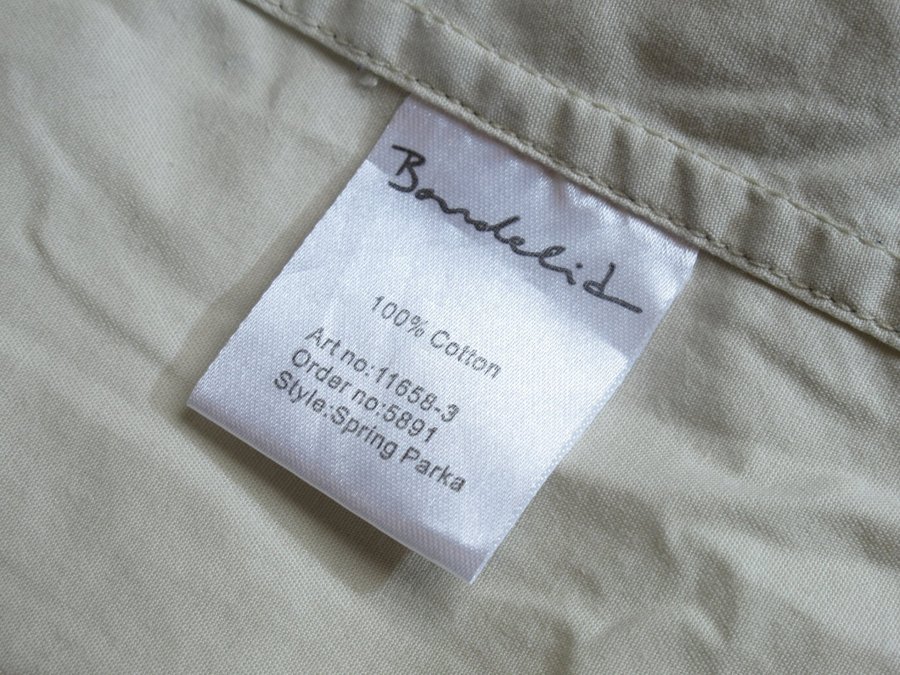 Bondelid
100% Cotton
Art no:11658-3
Order no:5891
Style:Spring Parka